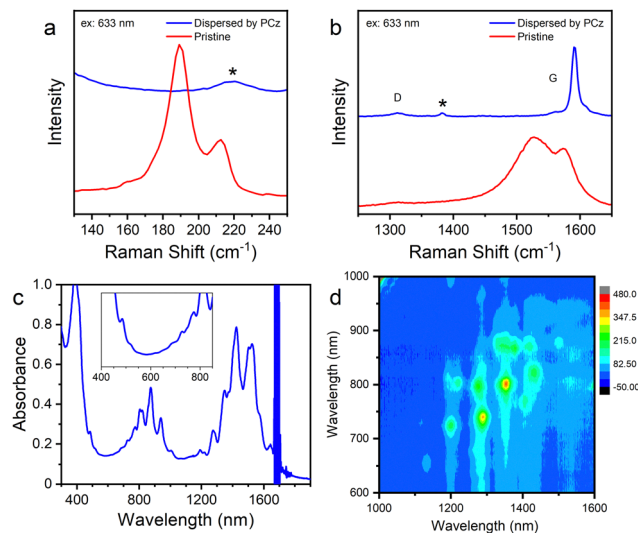 a
ex: 633 nm
Dispersed by PCz
Pristine
*
Intensity
130 140 160 180 200 220 240 250
Raman Shift (cm-1)
b
ex: 633 nm
Dispersed by PCz
Pristine
D
*
G
Intensity
1300 1400 1500 1600
Raman Shift (cm-1)
c
1.0
0.8
0.6
0.4
0.2
0
Absorbance
400 600 800
400 800 1200 1600
Wavelength (nm)
d
1000
900
800
700
600
Wavelength (nm)
1000 1200 1400 1600
Wavelength (nm)
480.0
347.5
215.0
82.50
-50.00